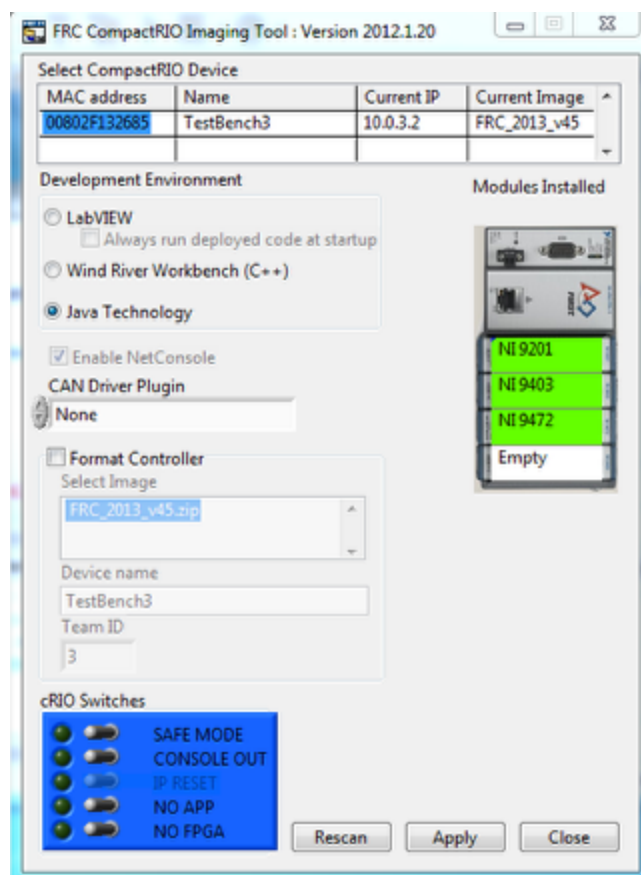 FRC CompactRIO Imaging Tool : Version 2012.1.20
Select CompactRIO Device
MAC address Name Current IP Current Image
00802F132685 TestBench3 10.0.3.2 FRC_2013_v45
Development Environment
Modules Installed
LabVIEW
Always run deployed code at startup
Wind River Workbench (C++)
Java Technology
Enable NetConsole
CAN Driver Plugin
None
NI 9201
NI 9403
NI 9472
Empty
Format Controller
Select Image
FRC_2013_v45.zip
Device name
TestBench3
Team ID
3
cRIO Switches
SAFE MODE
CONSOLE OUT
IP RESET
NO APP
NO FPGA
Rescan Apply Close